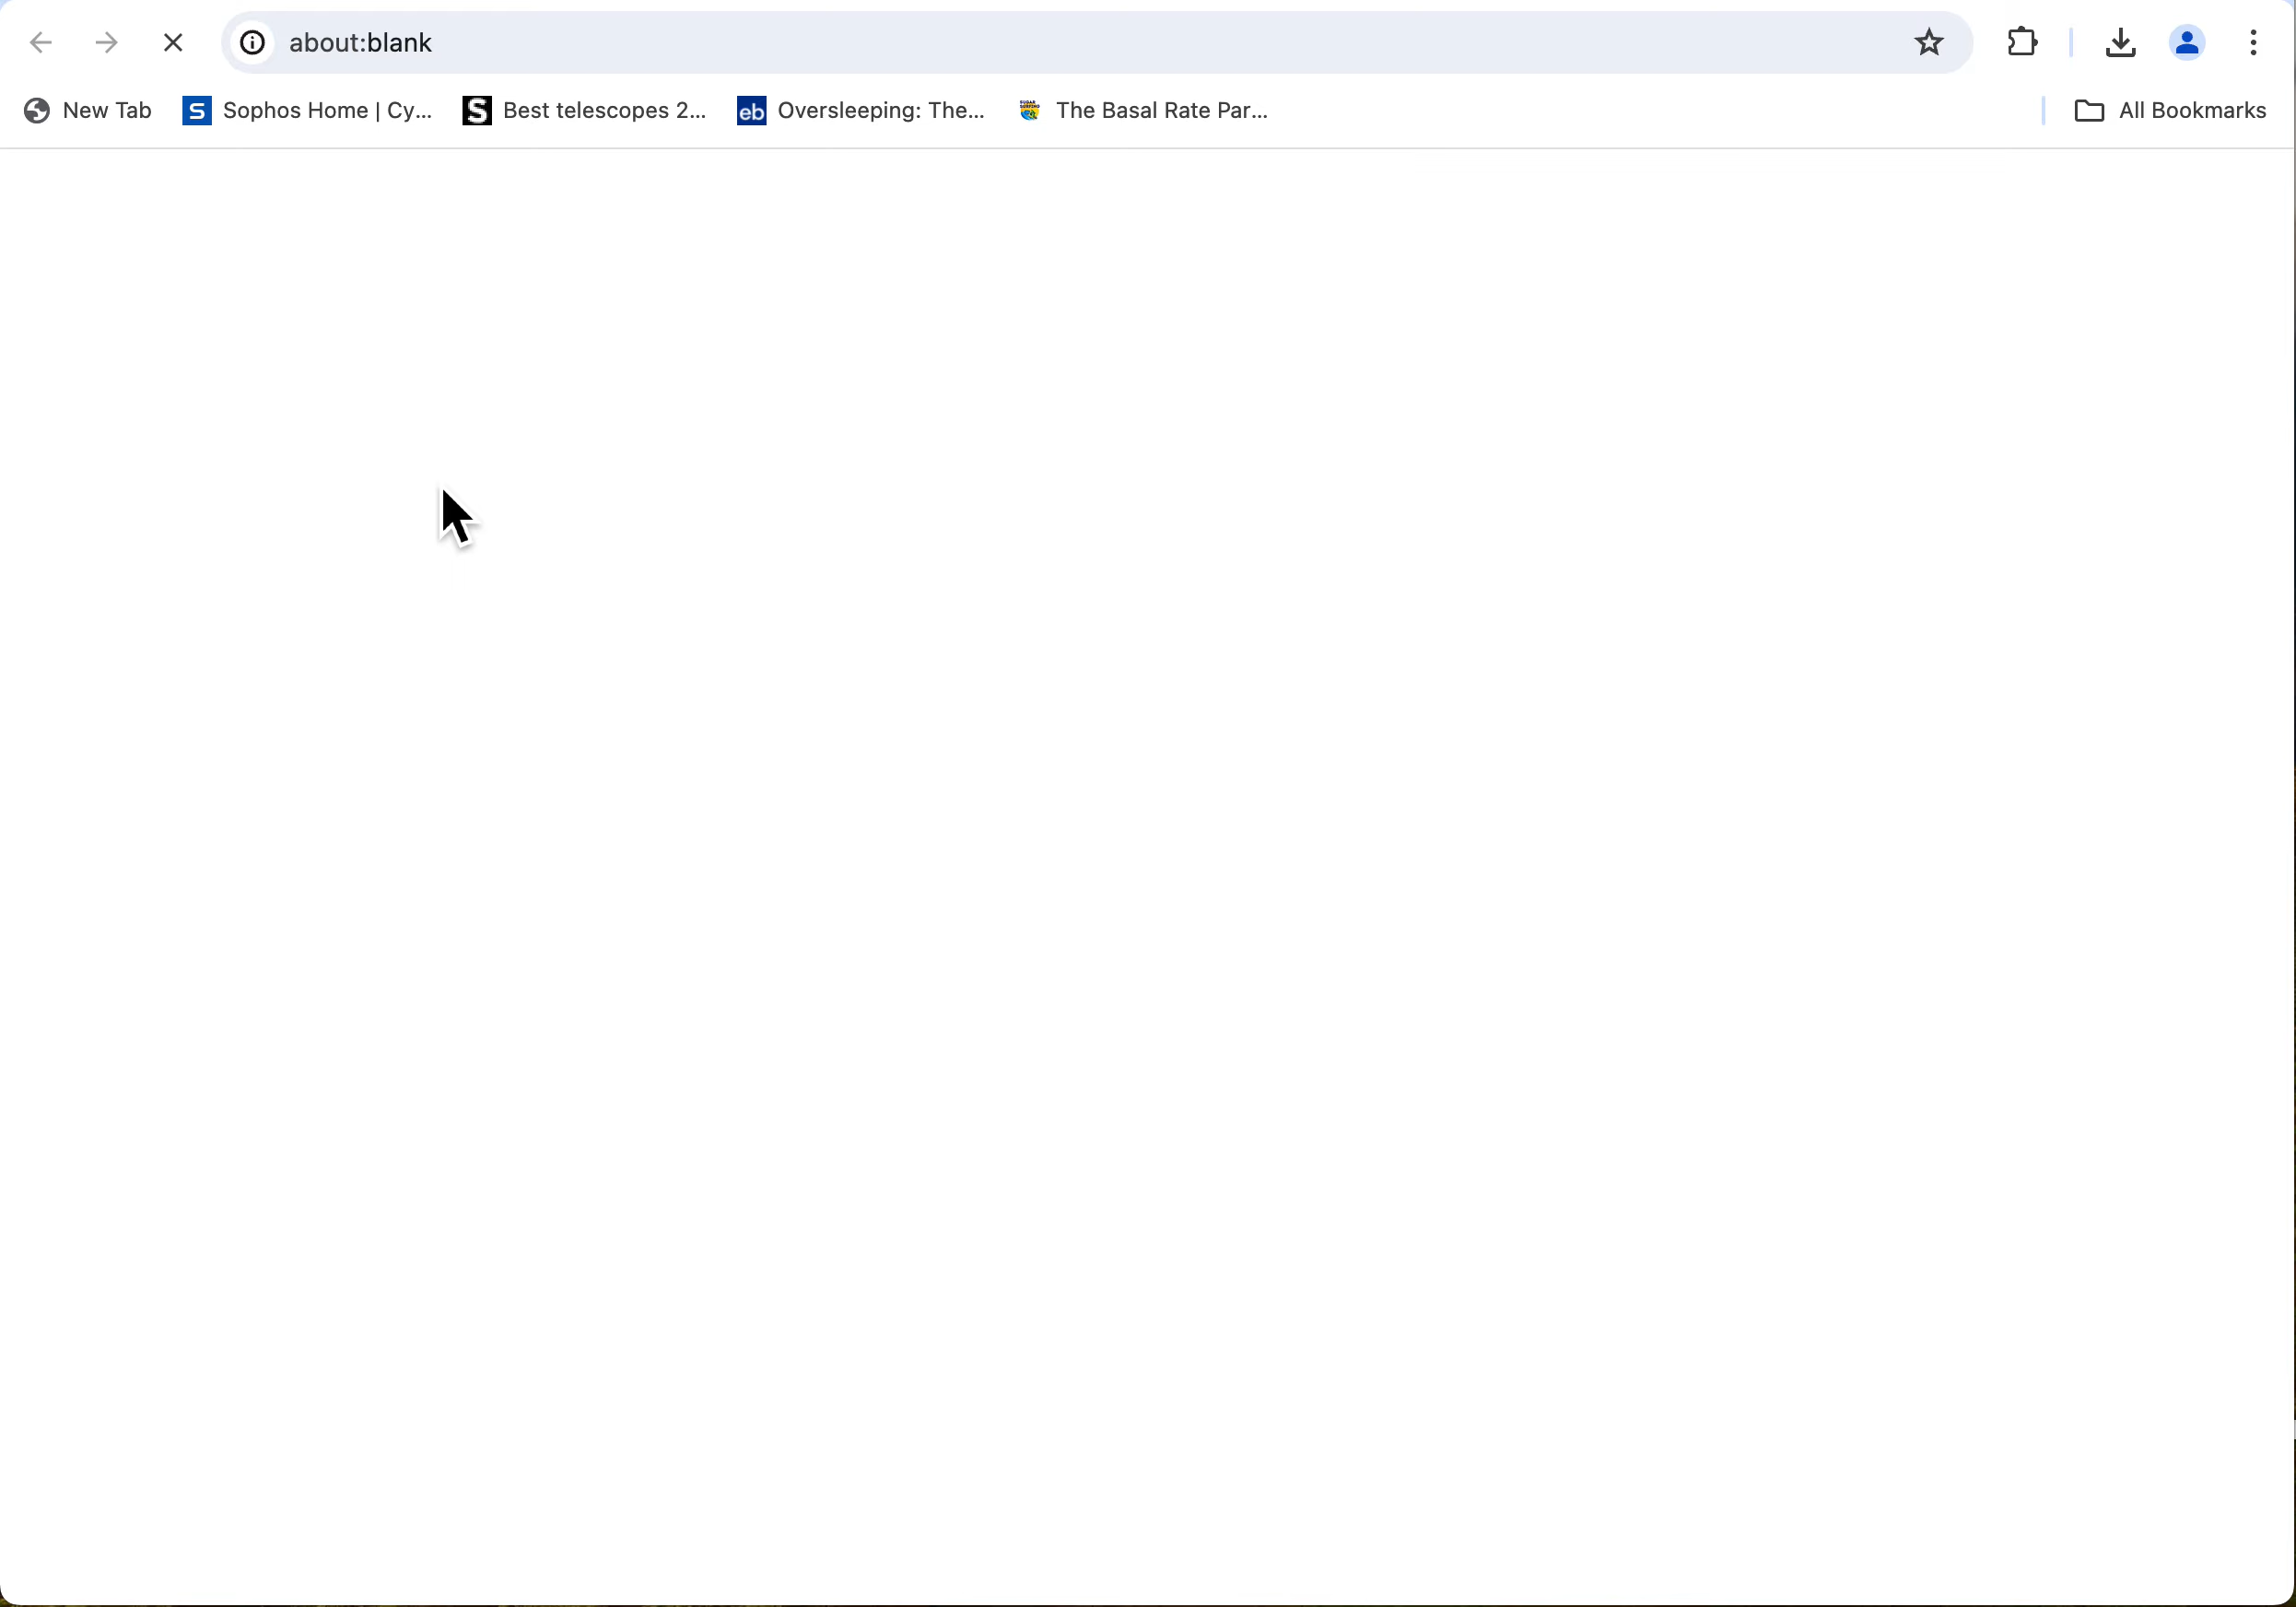 about:blank
New Tab
Sophos Home | Cy...
Best telescopes 2...
Oversleeping: The...
The Basal Rate Par...
All Bookmarks